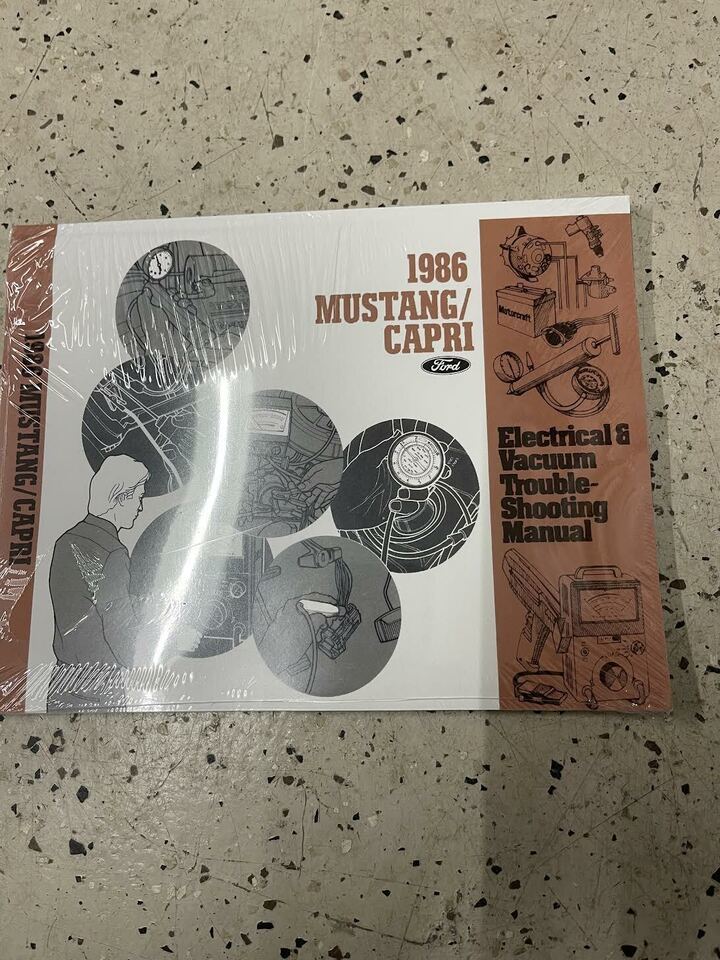 1986
MUSTANG/
CAPRI
Ford
Motorcraft
Electrical &
Vacuum
Trouble-
Shooting
Manual
1986 MUSTANG/CAPRI